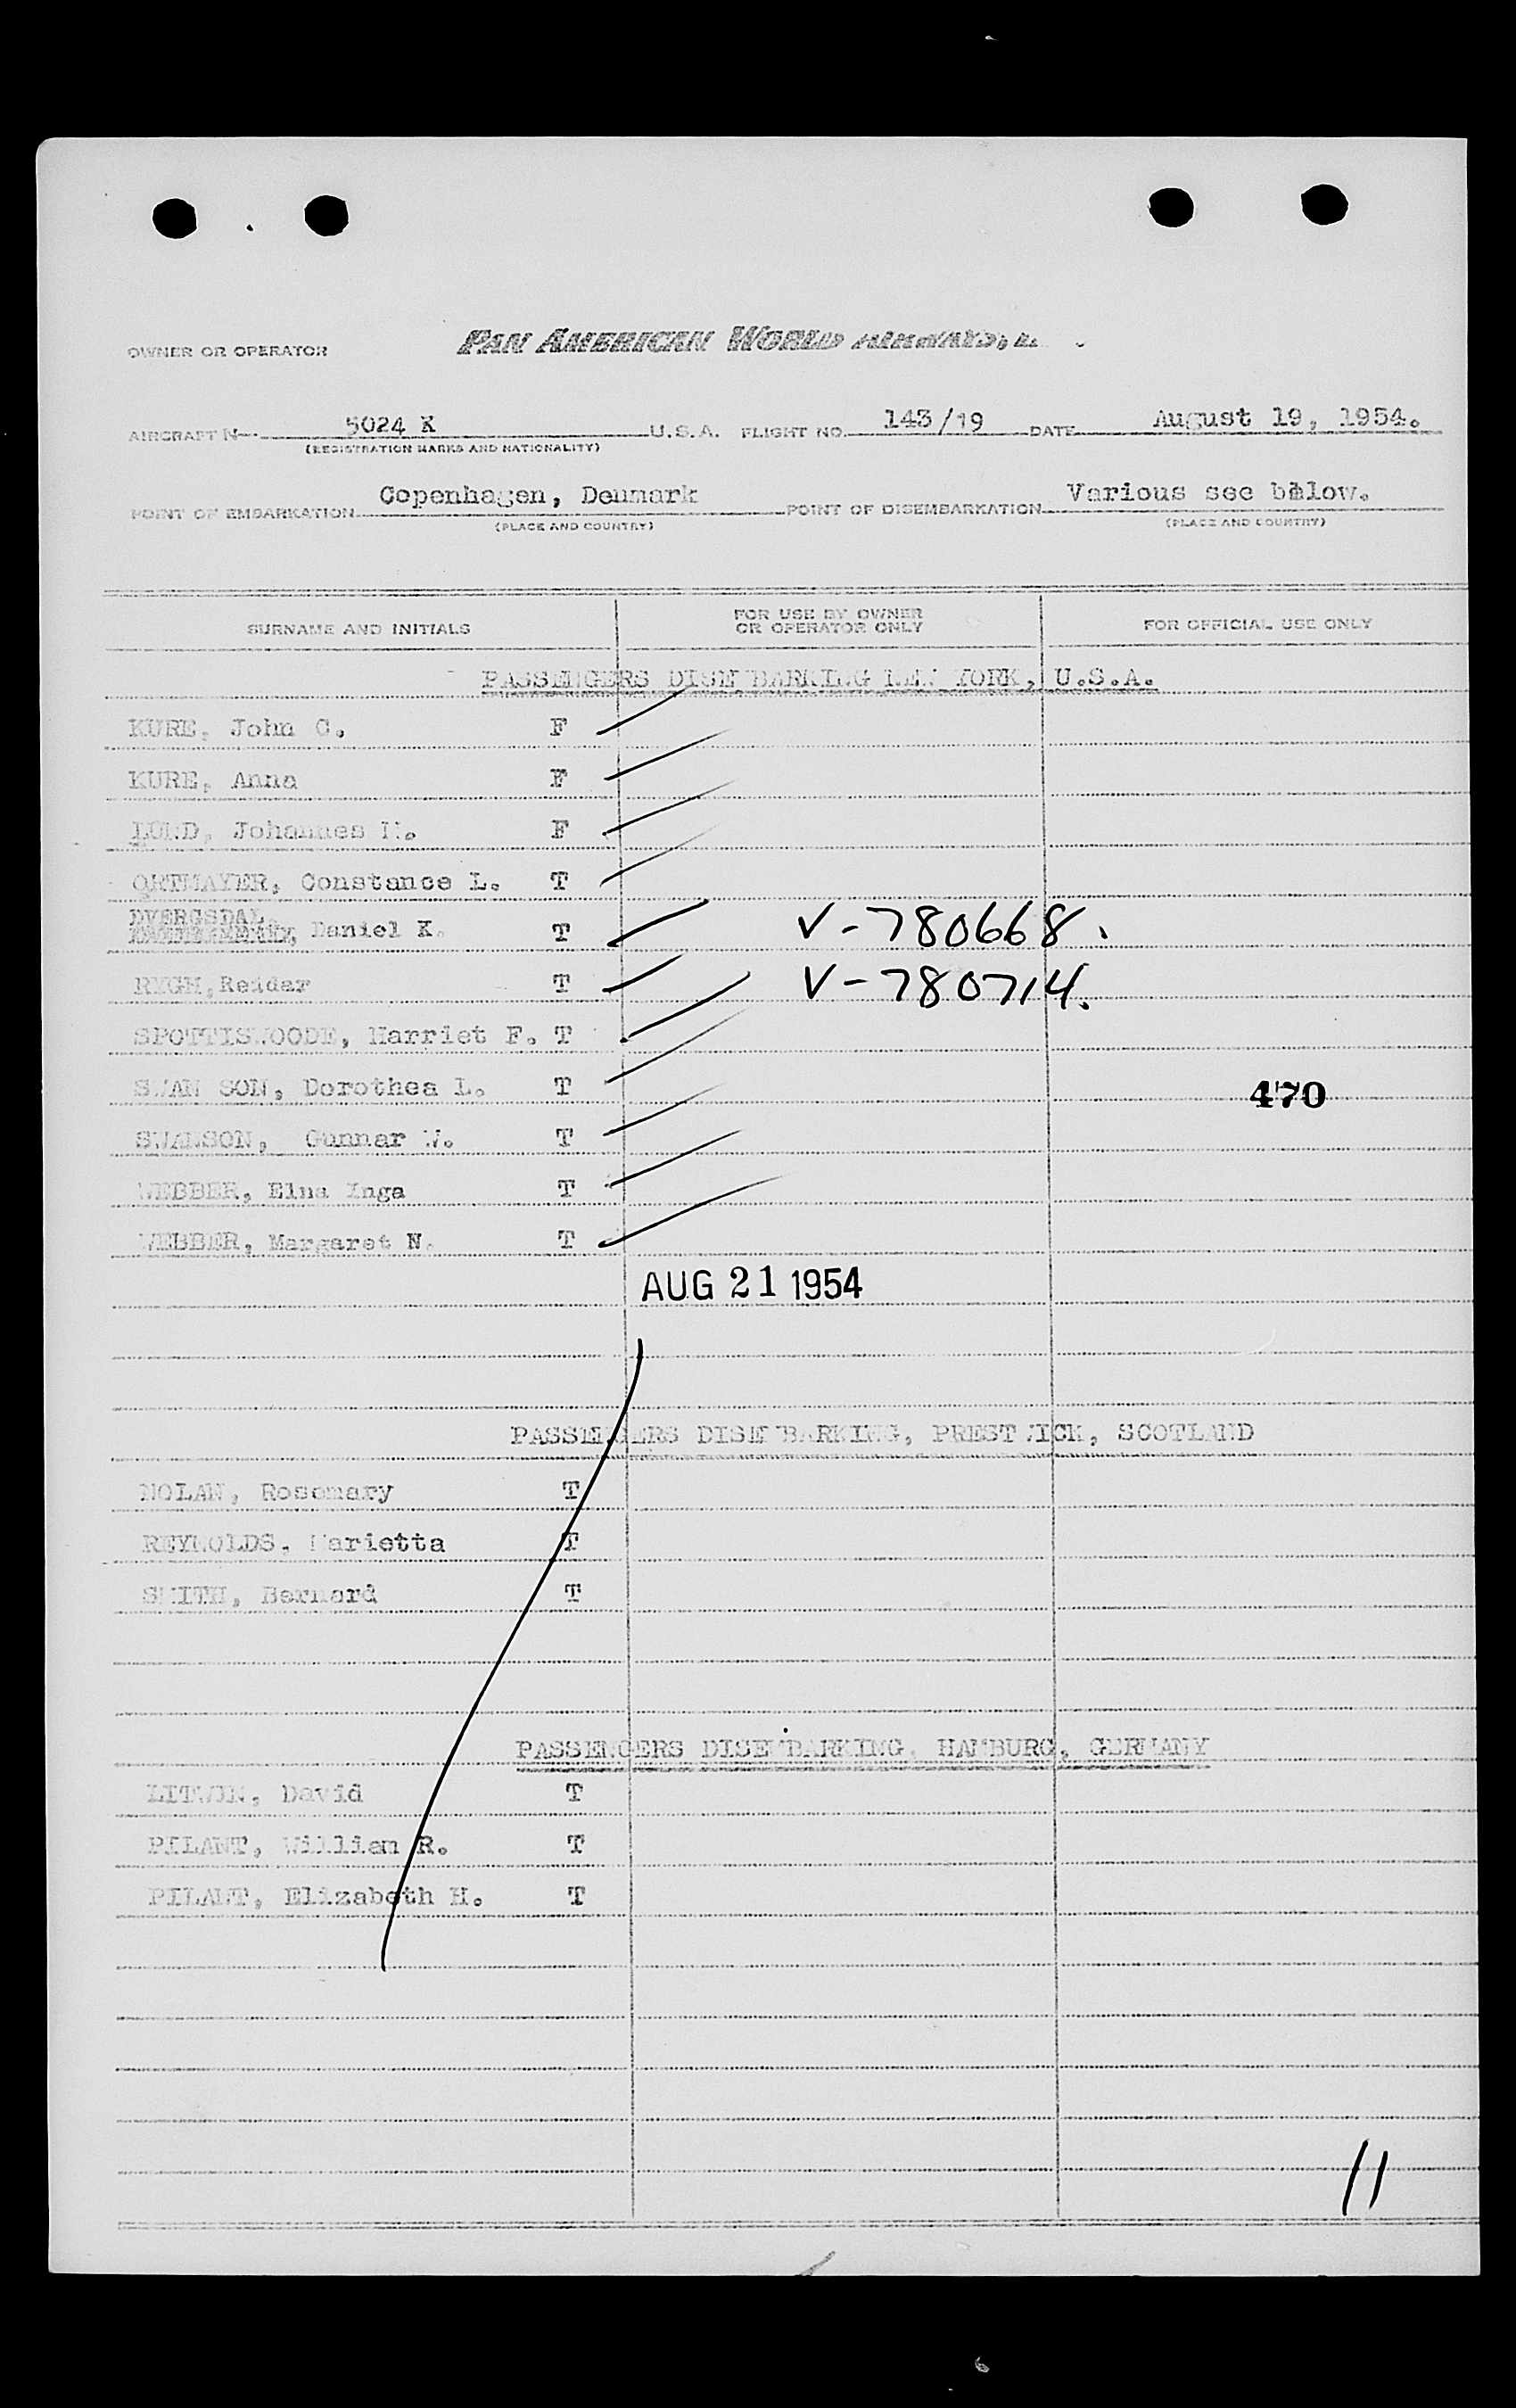 OWNER OR OPERATOR PAN AMERICAN WORLD AIRWAYS,
AIRCRAFT N 5024 K U.S.A. FLIGHT NO. 143/19 DATE August 19, 1954.
(REGISTRATION MARKS AND NATIONALITY)
POINT OF EMBARKATION Copenhagen, Denmark POINT OF DISEMBARKATION Various see below.
(PLACE AND COUNTRY) (PLACE AND COUNTRY)
SURNAME AND INITIALS FOR USE BY OWNER OR OPERATOR ONLY FOR OFFICIAL USE ONLY
PASSENGERS DISEMBARKING NEW YORK, U.S.A.
KURE, John C. F
KURE, Anna F
Johannes F
ORTMAYER, Constance L. T
DVERGSDAL, Daniel K. T V-780668.
RYGH, Reidar T V-780714.
SPOTTISWOODE, Harriet F. T
SWAN SON, Dorothea L. T 470
SWANSON, Gunnar W. T
WEBBER, Elna Inga T
WEBBER, Margaret N. T
AUG 21 1954
PASSENGERS DISEMBARKING, PRESTWICK, SCOTLAND
NOLAN, Rosemary T
REYNOLDS, Marietta T
SMITH, Bernard T
PASSENGERS DISEMBARKING, HAMBURG, GERMANY
LITWIN, David T
PILANT, William R. T
PILANT, Elizabeth H. T
11